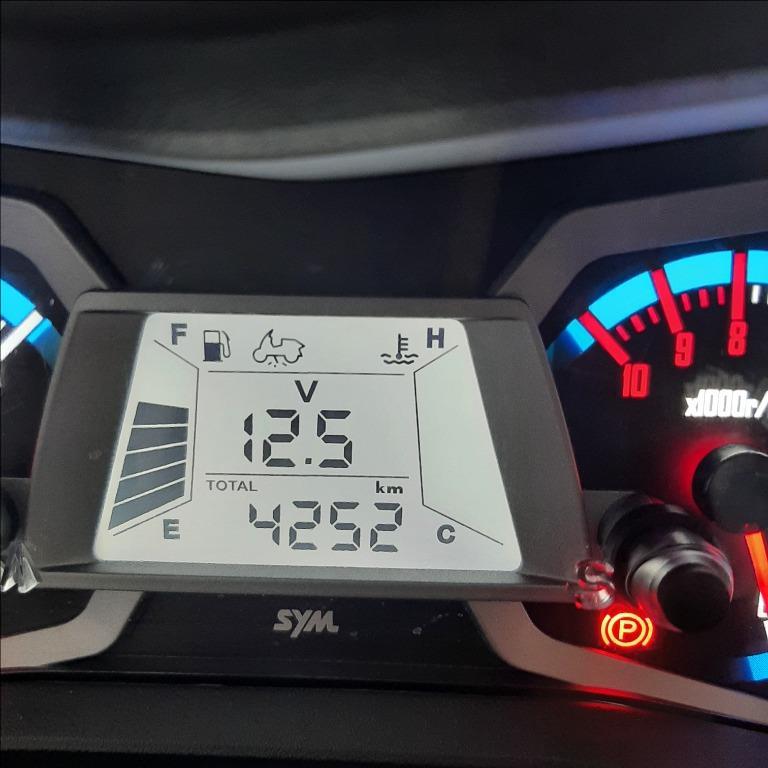 F H
V
12.5
TOTAL km
4252
E C
SYM
10 9 8
x1000r/
P